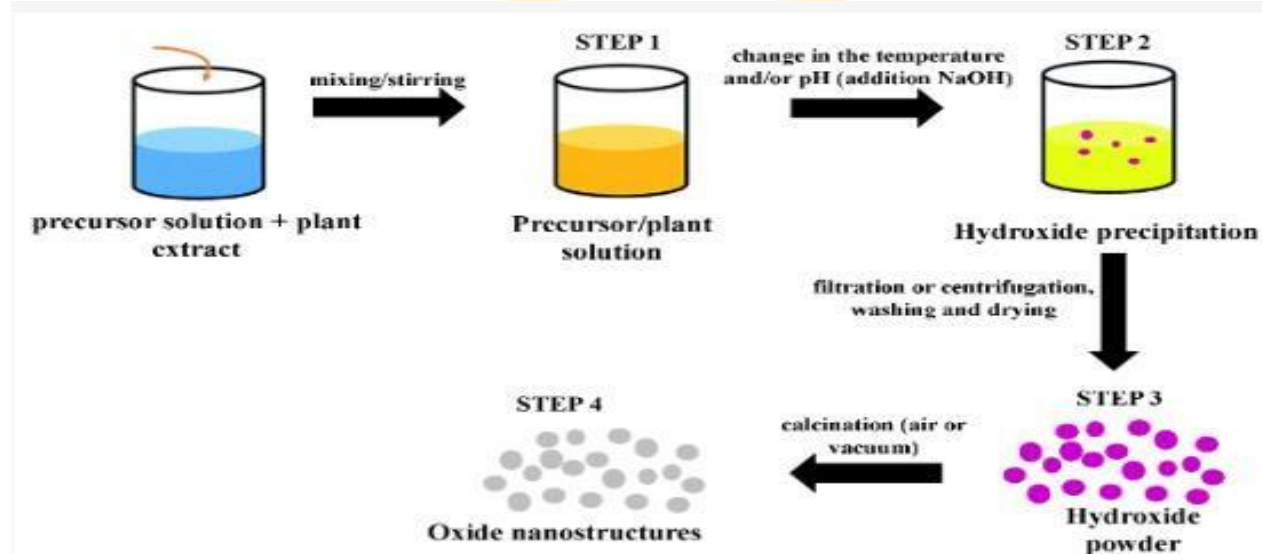 STEP 1
STEP 2
mixing/stirring
change in the temperature
and/or pH (addition NaOH)
precursor solution + plant
extract
Precursor/plant
solution
Hydroxide precipitation
filtration or centrifugation,
washing and drying
STEP 3
STEP 4
calcination (air or
vacuum)
Hydroxide
powder
Oxide nanostructures